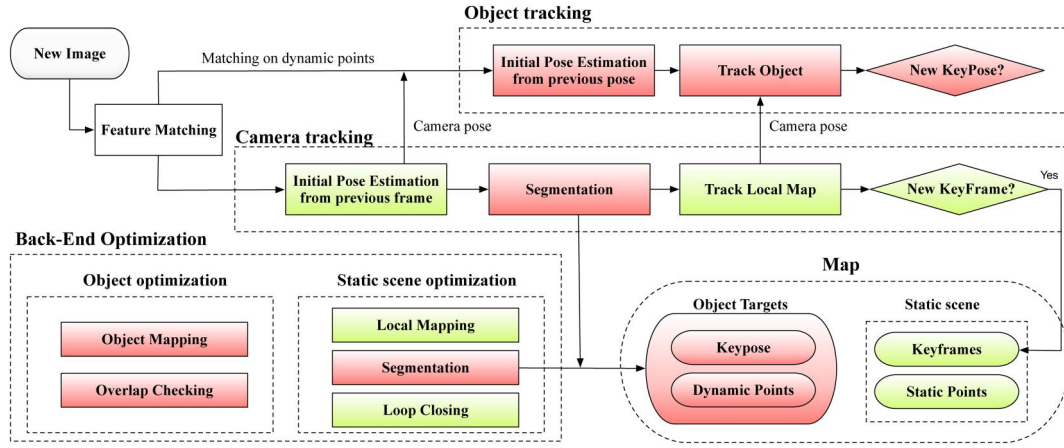 Object tracking
New Image
Matching on dynamic points
Initial Pose Estimation
from previous pose
Track Object
New KeyPose?
Feature Matching
Camera pose
Camera pose
Camera tracking
Initial Pose Estimation
from previous frame
Segmentation
Track Local Map
New KeyFrame?
Yes
Back-End Optimization
Object optimization
Object Mapping
Overlap Checking
Static scene optimization
Local Mapping
Segmentation
Loop Closing
Map
Object Targets
Keypose
Dynamic Points
Static scene
Keyframes
Static Points